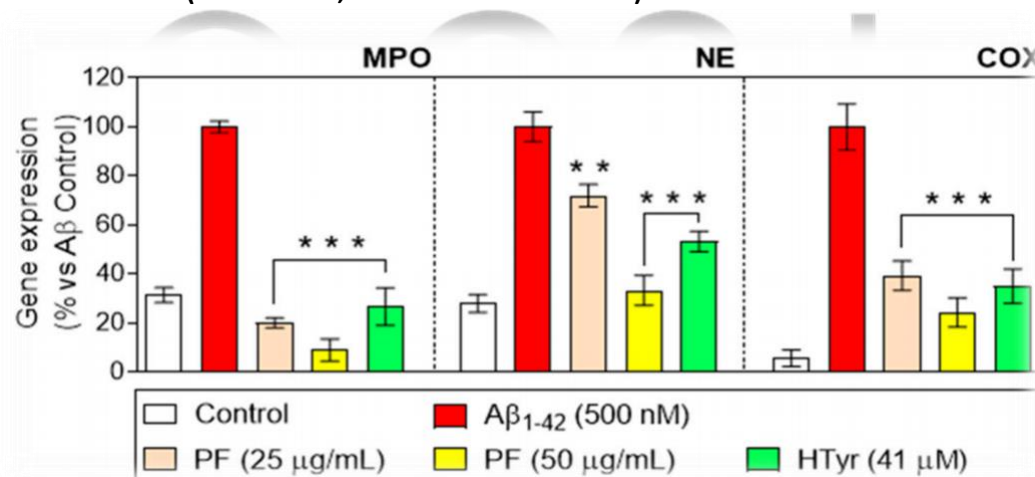 MPO NE COX
Gene expression
(% vs Aβ Control)
120
100
80
60
40
20
0
* * *
* *
* * *
* * *
Control
Aβ1-42 (500 nM)
PF (25 µg/mL)
PF (50 µg/mL)
HTyr (41 µM)